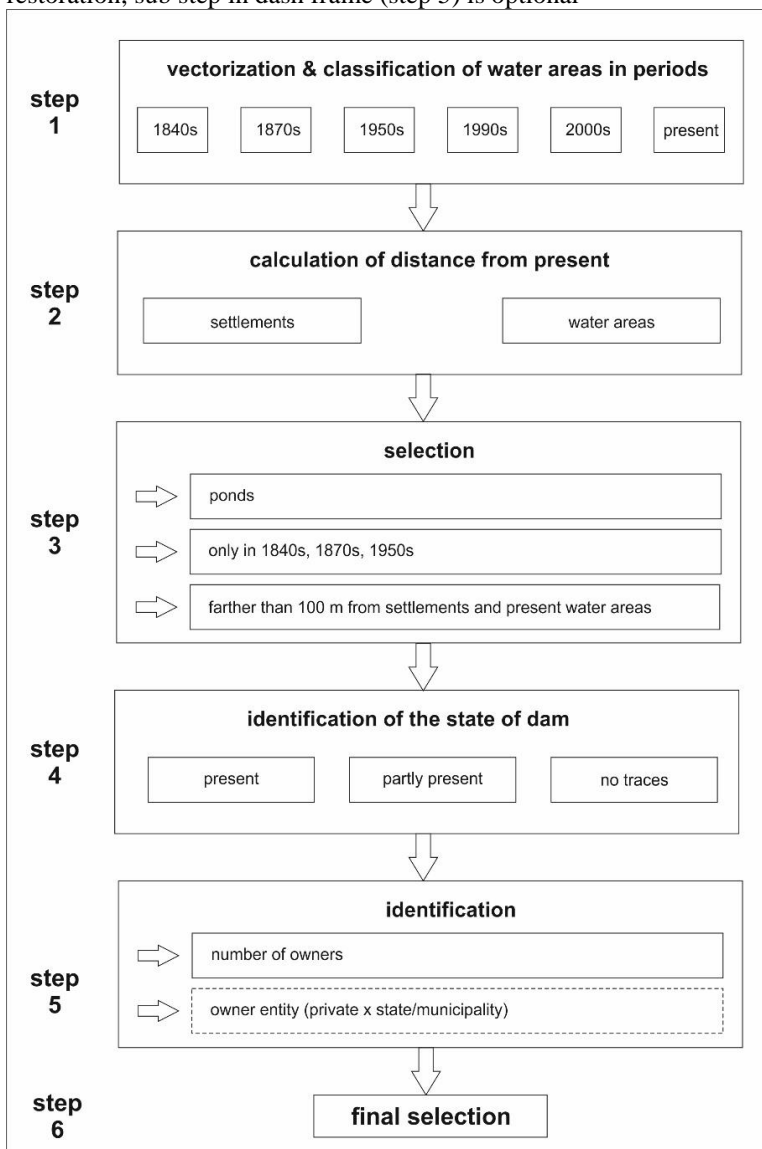 restoration, sub step in dash frame (step 5) is optional
vectorization & classification of water areas in periods
step
1
1840s 1870s 1950s 1990s 2000s present
calculation of distance from present
step
2
settlements water areas
selection
ponds
step
3
only in 1840s, 1870s, 1950s
farther than 100 m from settlements and present water areas
identification of the state of dam
step
4
present partly present no traces
identification
number of owners
step
5
owner entity (private x state/municipality)
step
6
final selection